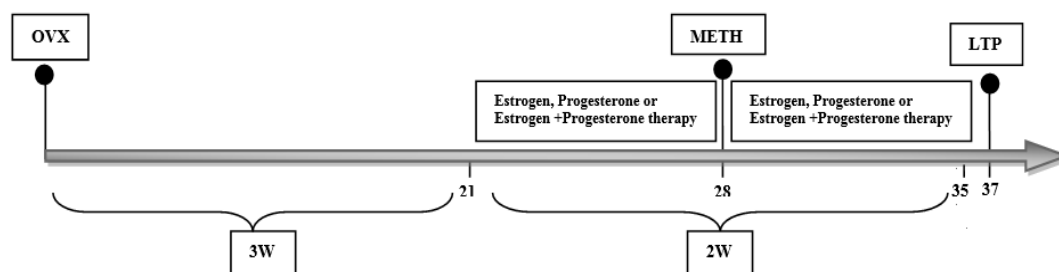 OVX
METH
LTP
Estrogen, Progesterone or
Estrogen +Progesterone therapy
Estrogen, Progesterone or
Estrogen +Progesterone therapy
21
28
35
37
3W
2W